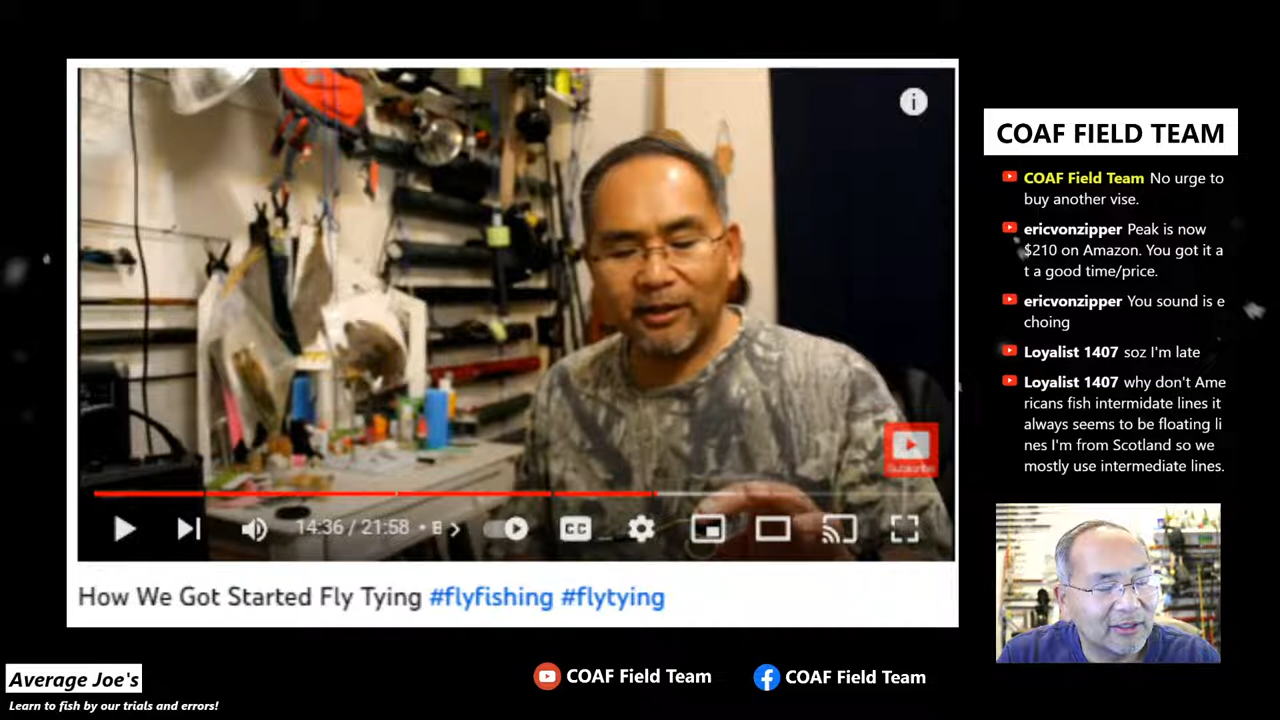 i
Subscribe
14:36 / 21:58 • E
CC
How We Got Started Fly Tying #flyfishing #flytying
COAF FIELD TEAM
COAF Field Team No urge to
buy another vise.
ericvonzipper Peak is now
$210 on Amazon. You got it a
t a good time/price.
ericvonzipper You sound is e
choing
Loyalist 1407 soz I'm late
Loyalist 1407 why don't Ame
ricans fish intermidate lines it
always seems to be floating li
nes I'm from Scotland so we
mostly use intermediate lines.
Average Joe's
Learn to fish by our trials and errors!
COAF Field Team
COAF Field Team